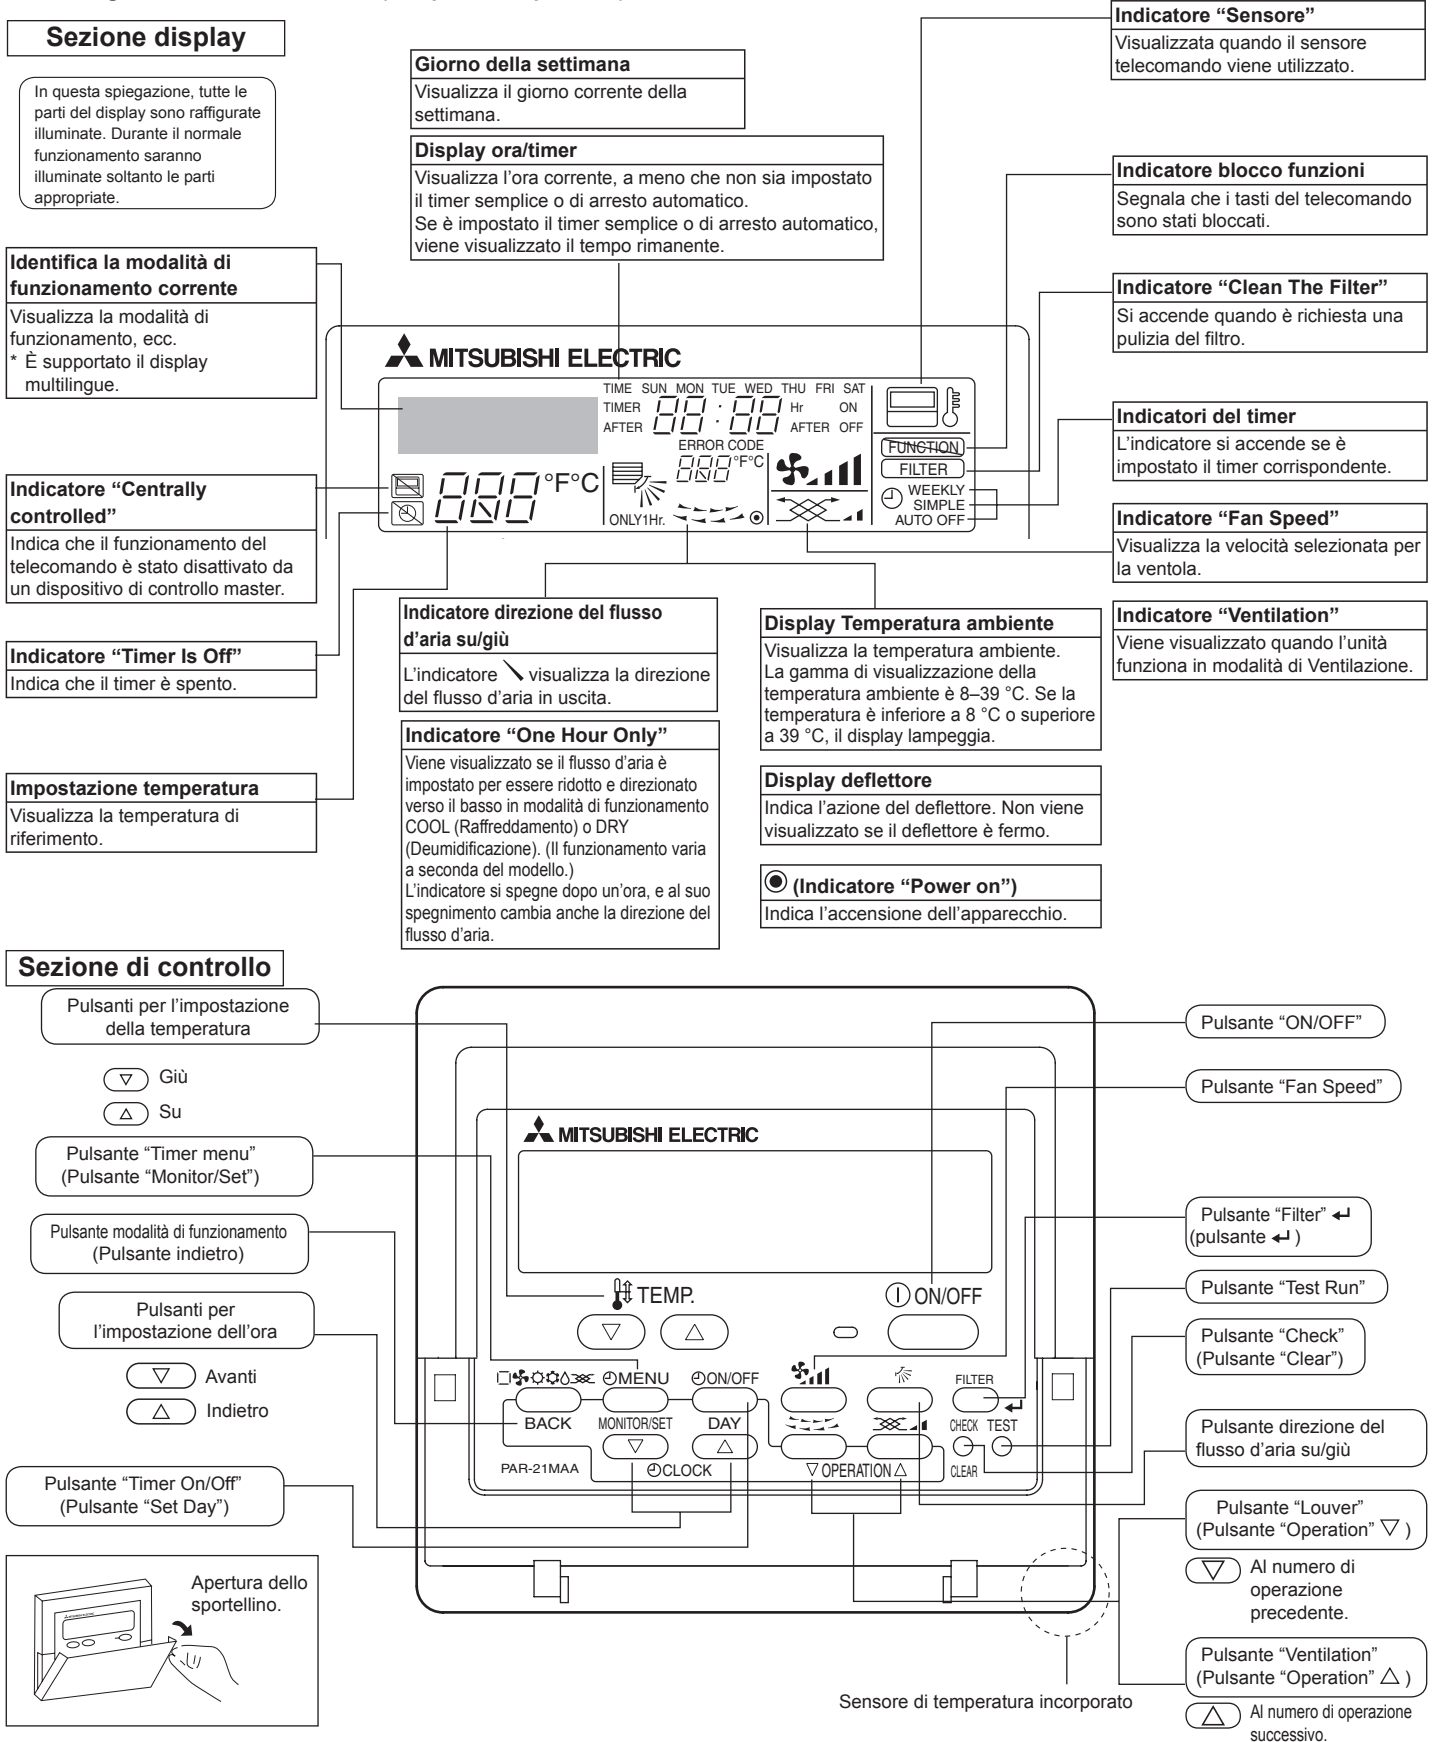 Sezione display
In questa spiegazione, tutte le
parti del display sono raffigurate
illuminate. Durante il normale
funzionamento saranno
illuminate soltanto le parti
appropriate.
Giorno della settimana
Visualizza il giorno corrente della
settimana.
Display ora/timer
Visualizza l’ora corrente, a meno che non sia impostato
il timer semplice o di arresto automatico.
Se è impostato il timer semplice o di arresto automatico,
viene visualizzato il tempo rimanente.
Indicatore “Sensore”
Visualizzata quando il sensore
telecomando viene utilizzato.
Indicatore blocco funzioni
Segnala che i tasti del telecomando
sono stati bloccati.
Identifica la modalità di
funzionamento corrente
Visualizza la modalità di
funzionamento, ecc.
* È supportato il display
multilingue.
Indicatore “Clean The Filter”
Si accende quando è richiesta una
pulizia del filtro.
Indicatori del timer
L’indicatore si accende se è
impostato il timer corrispondente.
Indicatore “Fan Speed”
Visualizza la velocità selezionata per
la ventola.
Indicatore “Ventilation”
Viene visualizzato quando l’unità
funziona in modalità di Ventilazione.
MITSUBISHI ELECTRIC
TIME SUN MON TUE WED THU FRI SAT
TIMER 88:88 Hr ON
AFTER AFTER OFF
ERROR CODE
°F°C
°F°C
ONLY1Hr.
FUNCTION
FILTER
WEEKLY
SIMPLE
AUTO OFF
Indicatore “Centrally
controlled”
Indica che il funzionamento del
telecomando è stato disattivato da
un dispositivo di controllo master.
Indicatore “Timer Is Off”
Indica che il timer è spento.
Impostazione temperatura
Visualizza la temperatura di
riferimento.
Indicatore direzione del flusso
d’aria su/giù
L’indicatore visualizza la direzione
del flusso d’aria in uscita.
Indicatore “One Hour Only”
Viene visualizzato se il flusso d’aria è
impostato per essere ridotto e direzionato
verso il basso in modalità di funzionamento
COOL (Raffreddamento) o DRY
(Deumidificazione). (Il funzionamento varia
a seconda del modello.)
L’indicatore si spegne dopo un’ora, e al suo
spegnimento cambia anche la direzione del
flusso d’aria.
Display Temperatura ambiente
Visualizza la temperatura ambiente.
La gamma di visualizzazione della
temperatura ambiente è 8–39 °C. Se la
temperatura è inferiore a 8 °C o superiore
a 39 °C, il display lampeggia.
Display deflettore
Indica l’azione del deflettore. Non viene
visualizzato se il deflettore è fermo.
(Indicatore “Power on”)
Indica l’accensione dell’apparecchio.
Sezione di controllo
Pulsanti per l’impostazione
della temperatura
▽ Giù
△ Su
Pulsante “Timer menu”
(Pulsante “Monitor/Set”)
Pulsante modalità di funzionamento
(Pulsante indietro)
Pulsanti per
l’impostazione dell’ora
▽ Avanti
△ Indietro
Pulsante “Timer On/Off”
(Pulsante “Set Day”)
Apertura dello
sportellino.
MITSUBISHI ELECTRIC
TEMP.
ON/OFF
▽ △
MENU ON/OFF FILTER
BACK MONITOR/SET DAY CHECK TEST
▽ △
PAR-21MAA CLOCK ▽ OPERATION △ CLEAR
Sensore di temperatura incorporato
Pulsante “ON/OFF”
Pulsante “Fan Speed”
Pulsante “Filter” ↵
(pulsante ↵ )
Pulsante “Test Run”
Pulsante “Check”
(Pulsante “Clear”)
Pulsante direzione del
flusso d’aria su/giù
Pulsante “Louver”
(Pulsante “Operation” ▽ )
▽ Al numero di
operazione
precedente.
Pulsante “Ventilation”
(Pulsante “Operation” △ )
△ Al numero di operazione
successivo.